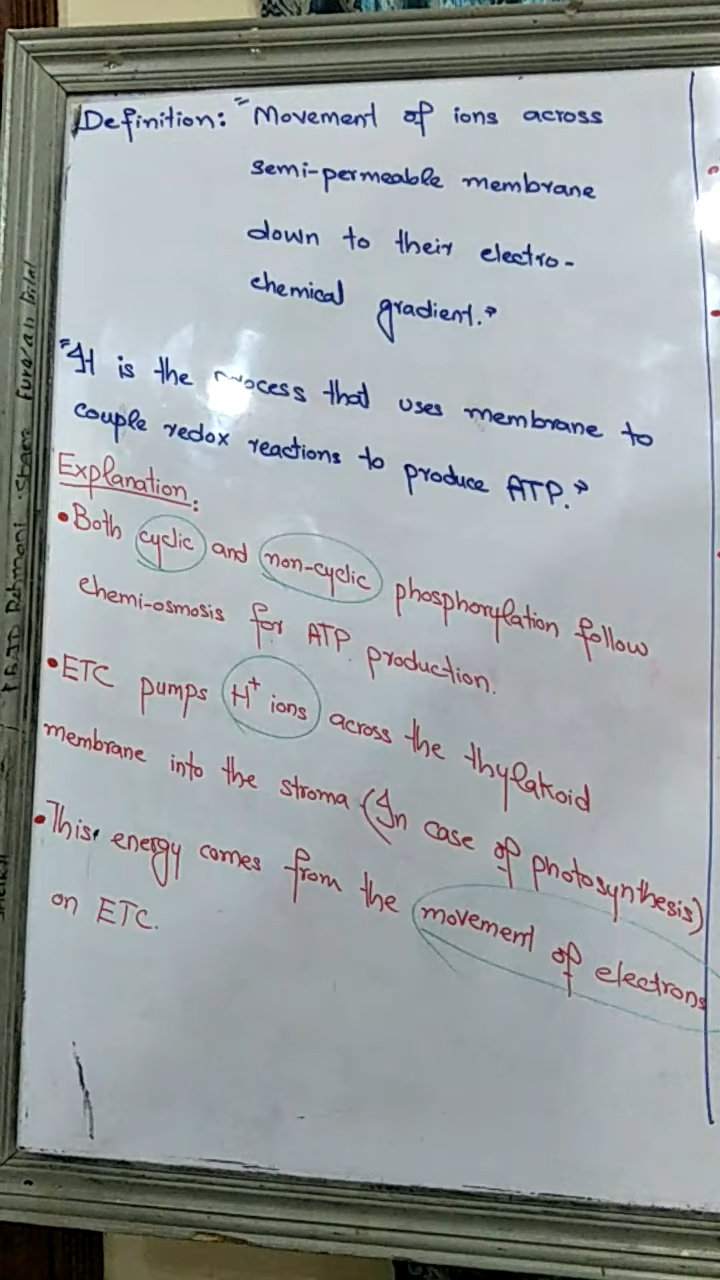 Definition: "Movement of ions across
semi-permeable membrane
down to their electro-
chemical gradient."
"It is the process that uses membrane to
couple redox reactions to produce ATP."
Explanation:
•Both cyclic and non-cyclic phosphorylation follow
chemi-osmosis for ATP production.
•ETC pumps H⁺ ions across the thylakoid
membrane into the stroma (In case of photosynthesis)
•This energy comes from the movement of electrons
on ETC.